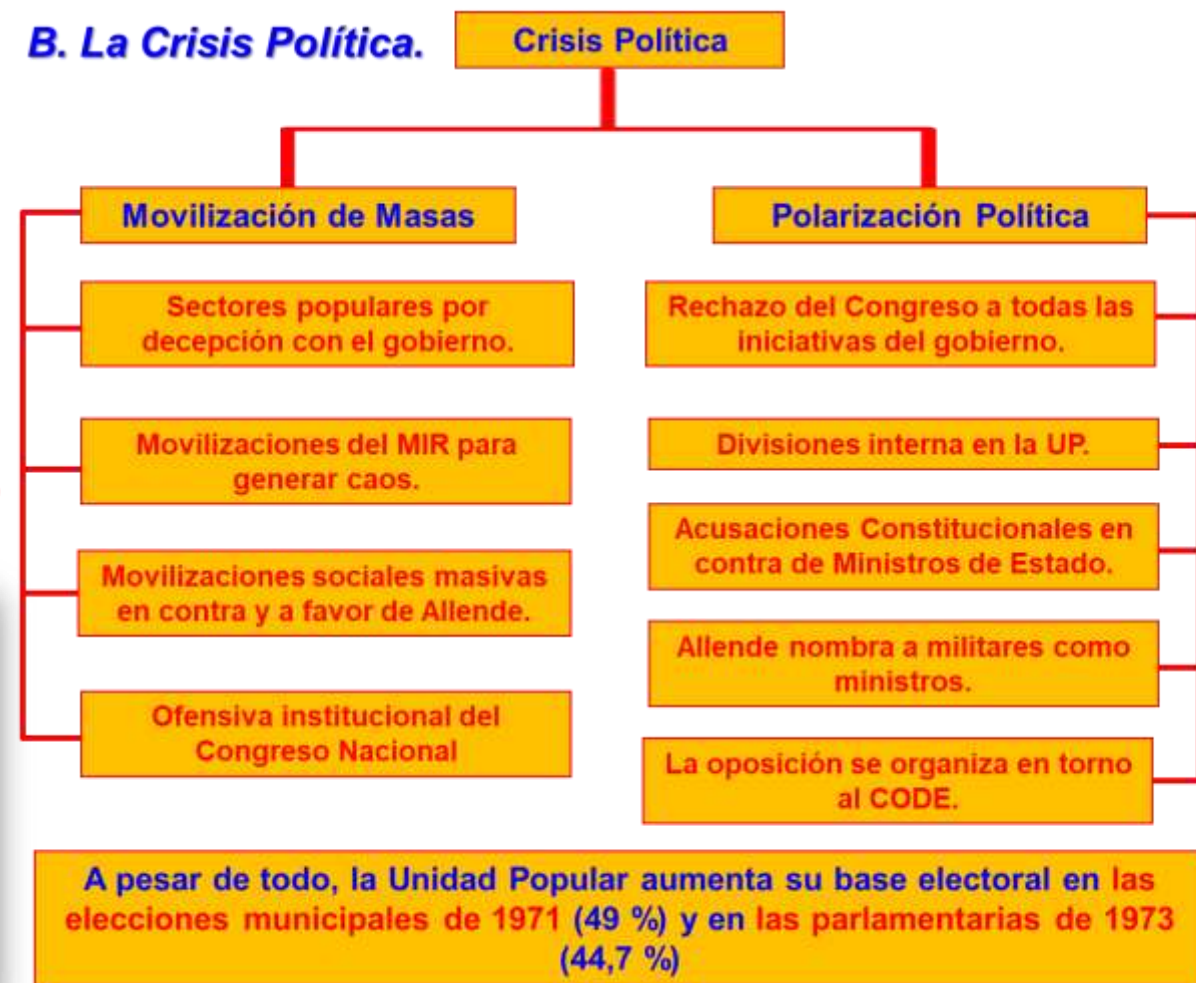 B. La Crisis Política.
Crisis Política
Movilización de Masas
Sectores populares por
decepción con el gobierno.
Movilizaciones del MIR para
generar caos.
Movilizaciones sociales masivas
en contra y a favor de Allende.
Ofensiva institucional del
Congreso Nacional
Polarización Política
Rechazo del Congreso a todas las
iniciativas del gobierno.
Divisiones interna en la UP.
Acusaciones Constitucionales en
contra de Ministros de Estado.
Allende nombra a militares como
ministros.
La oposición se organiza en torno
al CODE.
A pesar de todo, la Unidad Popular aumenta su base electoral en las
elecciones municipales de 1971 (49 %) y en las parlamentarias de 1973
(44,7 %)